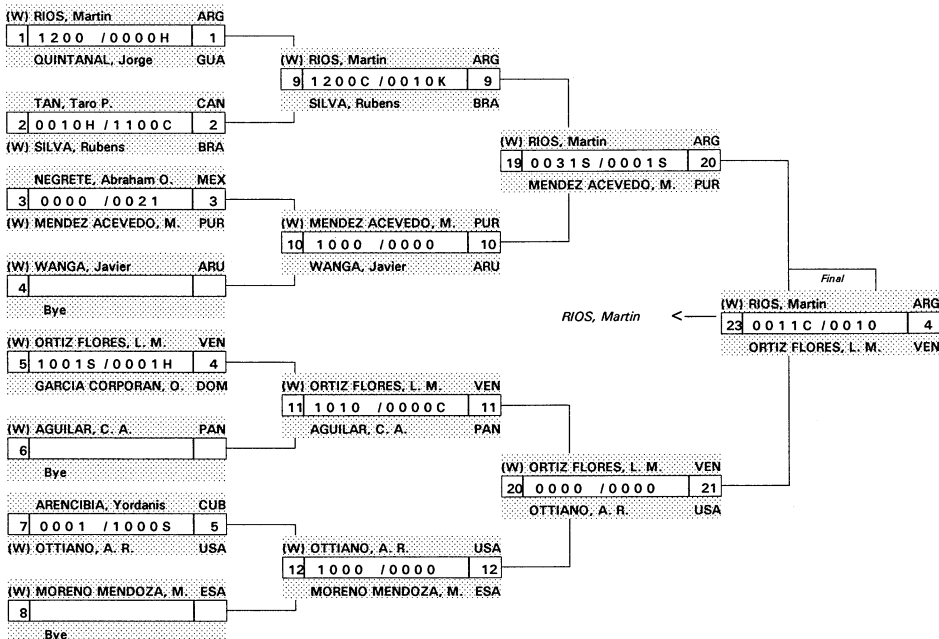 (W) RIOS, Martin ARG
1 1200 /0000H 1
QUINTANAL, Jorge GUA
TAN, Taro P. CAN
2 0010H /1100C 2
(W) SILVA, Rubens BRA
NEGRETE, Abraham O. MEX
3 0000 /0021 3
(W) MENDEZ ACEVEDO, M. PUR
(W) WANGA, Javier ARU
4
Bye
(W) ORTIZ FLORES, L. M. VEN
5 1001S /0001H 4
GARCIA CORPORAN, O. DOM
(W) AGUILAR, C. A. PAN
6
Bye
ARENCIBIA, Yordanis CUB
7 0001 /1000S 5
(W) OTTIANO, A. R. USA
(W) MORENO MENDOZA, M. ESA
8
Bye
(W) RIOS, Martin ARG
9 1200C /0010K 9
SILVA, Rubens BRA
(W) MENDEZ ACEVEDO, M. PUR
10 1000 /0000 10
WANGA, Javier ARU
(W) ORTIZ FLORES, L. M. VEN
11 1010 /0000C 11
AGUILAR, C. A. PAN
(W) OTTIANO, A. R. USA
12 1000 /0000 12
MORENO MENDOZA, M. ESA
(W) RIOS, Martin ARG
19 0031S /0001S 20
MENDEZ ACEVEDO, M. PUR
(W) ORTIZ FLORES, L. M. VEN
20 0000 /0000 21
OTTIANO, A. R. USA
Final
(W) RIOS, Martin ARG
23 0011C /0010 4
ORTIZ FLORES, L. M. VEN
RIOS, Martin <